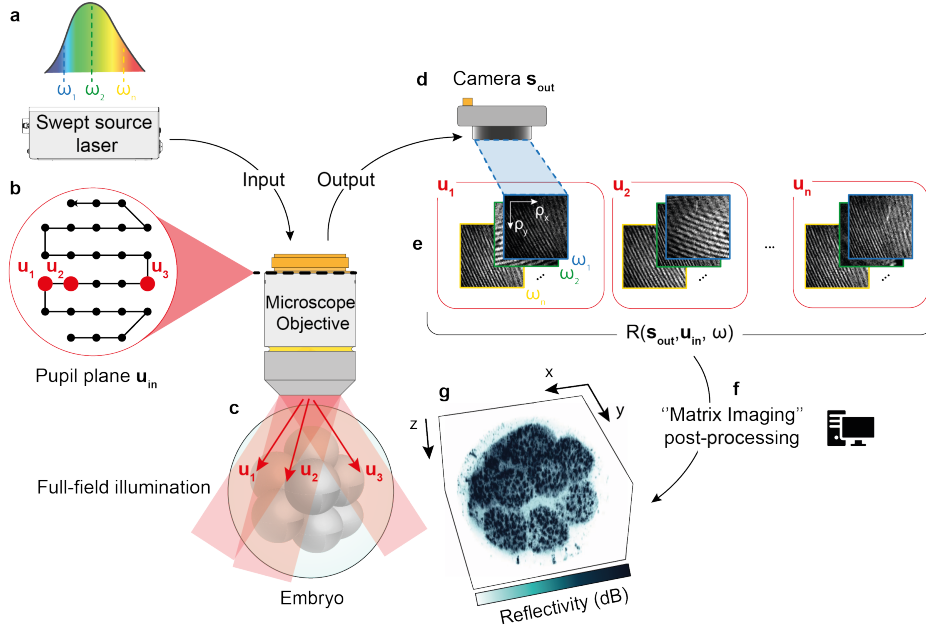 a
ω1 ω2 ωn
Swept source
laser
Input
Output
d
Camera sout
b
u1 u2 u3
Pupil plane uin
Microscope
Objective
e
u1
ρx
ρy
ω1
ω2
...
ωn
u2
...
...
un
...
R(sout,uin, ω)
c
u1 u2 u3
Full-field illumination
Embryo
f
‘‘Matrix Imaging’’
post-processing
g
x
y
z
Reflectivity (dB)